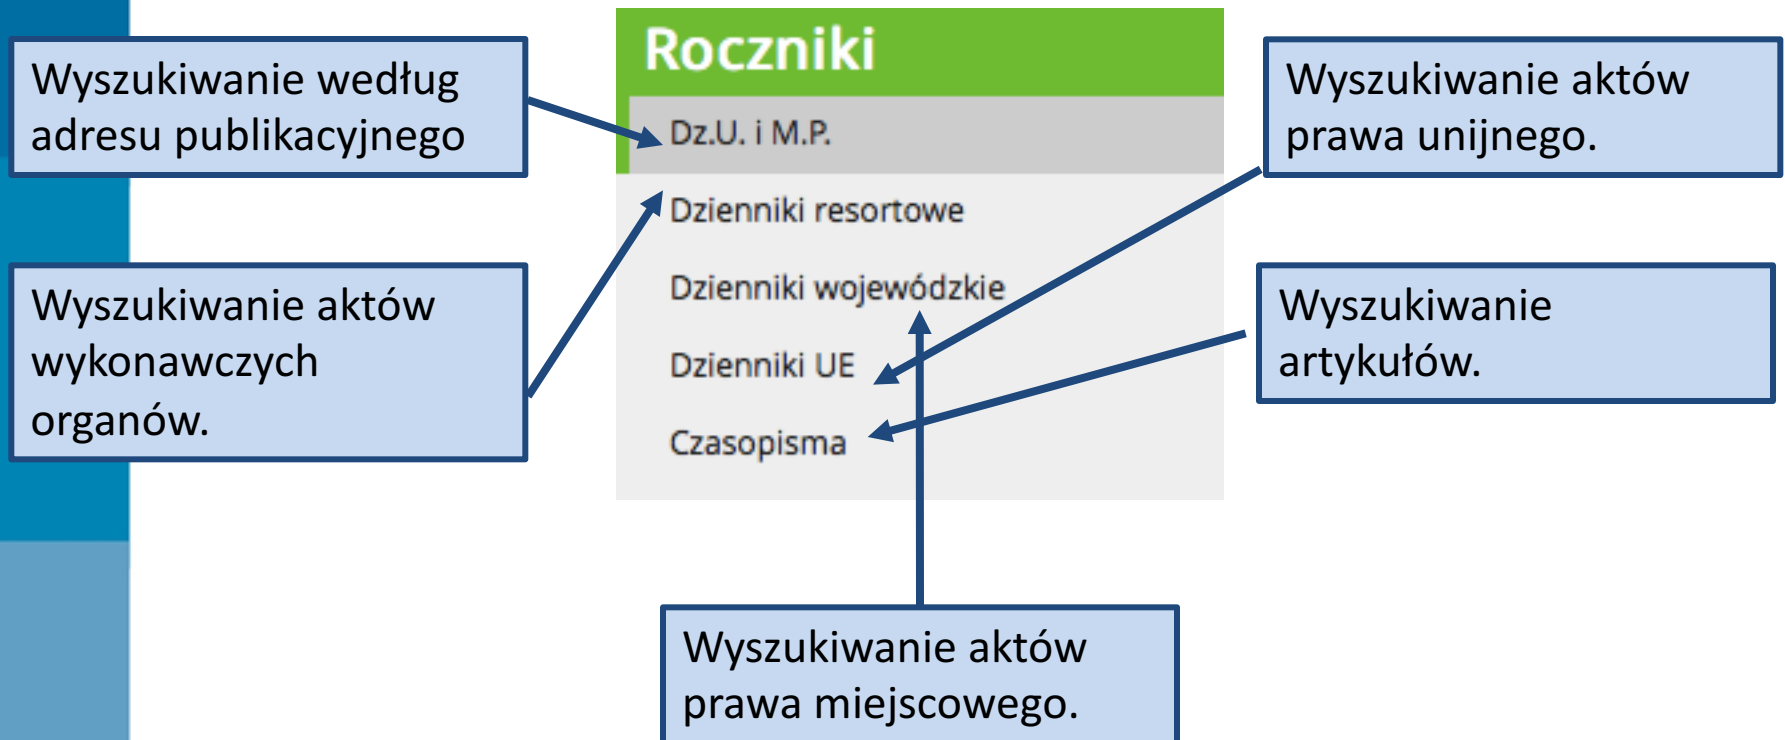 Wyszukiwanie według
adresu publikacyjnego
Wyszukiwanie aktów
wykonawczych
organów.
Roczniki
Dz.U. i M.P.
Dzienniki resortowe
Dzienniki wojewódzkie
Dzienniki UE
Czasopisma
Wyszukiwanie aktów
prawa unijnego.
Wyszukiwanie
artykułów.
Wyszukiwanie aktów
prawa miejscowego.